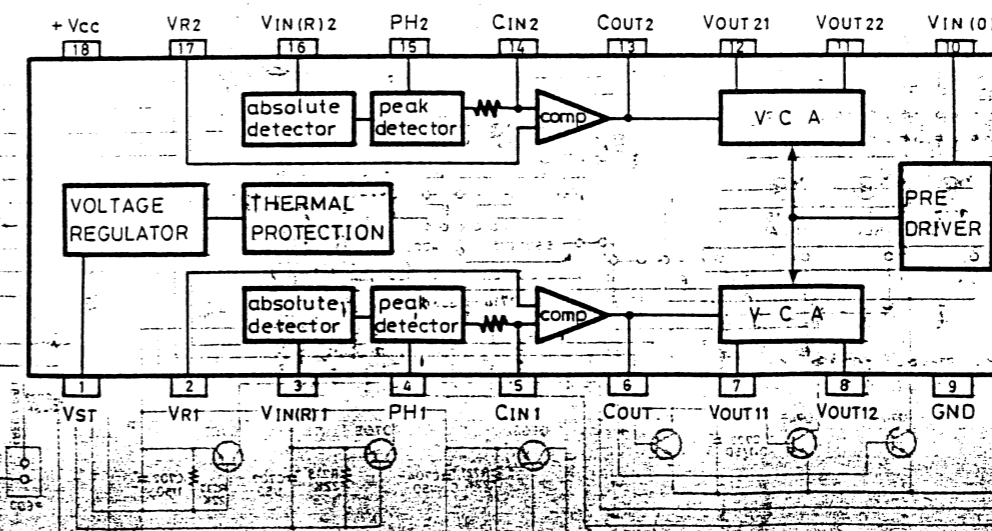 +Vcc VR2 VIN(R)2 PH2 CIN2 COUT2 VOUT21 VOUT22 VIN(O)
18 17 16 15 14 13 12 11 10
absolute detector
peak detector
comp
V C A
VOLTAGE REGULATOR
THERMAL PROTECTION
PRE DRIVER
absolute detector
peak detector
comp
V C A
1 2 3 4 5 6 7 8 9
VST VR1 VIN(R)1 PH1 CIN1 COUT VOUT11 VOUT12 GND